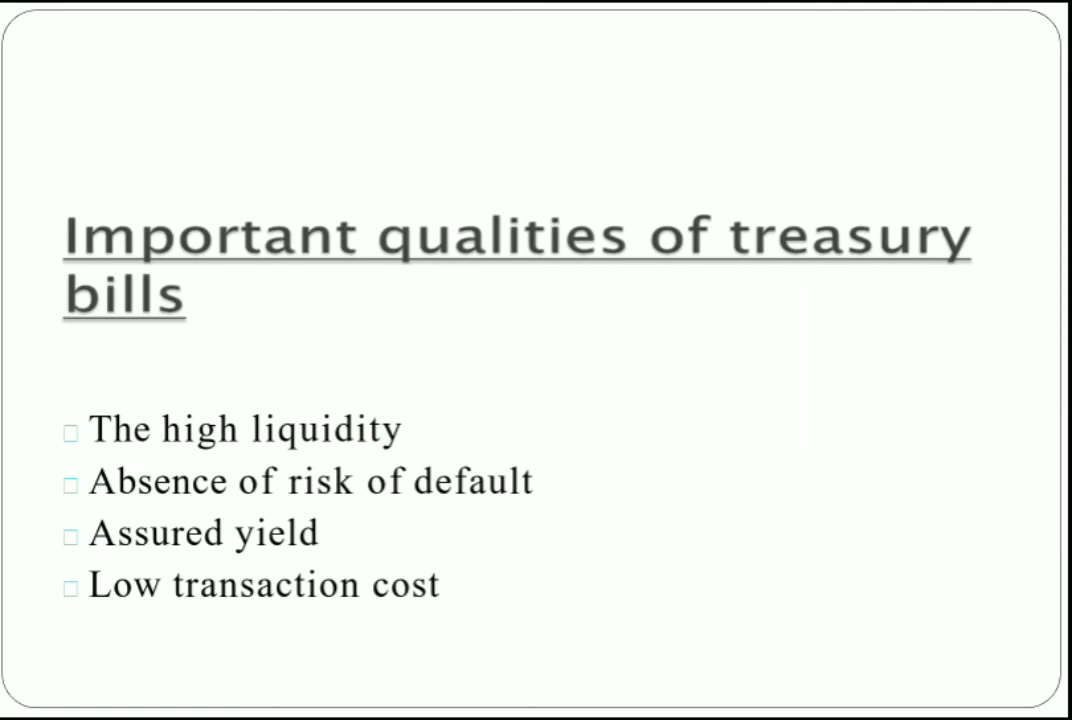 Important qualities of treasury
bills
The high liquidity
Absence of risk of default
Assured yield
Low transaction cost